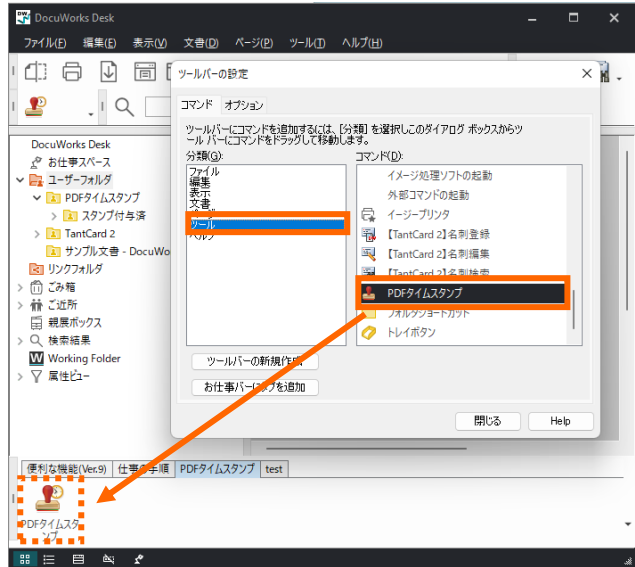 DocuWorks Desk
ファイル(F) 編集(E) 表示(V) 文書(D) ページ(P) ツール(T) ヘルプ(H)
ツールバーの設定
コマンド オプション
ツールバーにコマンドを追加するには、[分類] を選択しこのダイアログ ボックスからツ
ール バーにコマンドをドラッグして移動します。
分類(G):
ファイル
編集
表示
文書
ツール
ヘルプ
コマンド(D):
イメージ処理ソフトの起動
外部コマンドの起動
イージープリンタ
【TantCard 2】名刺登録
【TantCard 2】名刺編集
【TantCard 2】名刺検索
PDFタイムスタンプ
フォルダショートカット
トレイボタン
ツールバーの新規作成
お仕事バーにタブを追加
閉じる Help
DocuWorks Desk
お仕事スペース
ユーザーフォルダ
PDFタイムスタンプ
スタンプ付与済
TantCard 2
サンプル文書 - DocuWo
リンクフォルダ
ごみ箱
ご近所
親展ボックス
検索結果
Working Folder
属性ビュー
便利な機能(Ver.9) 仕事の手順 PDFタイムスタンプ test
PDFタイムスタ
ンプ